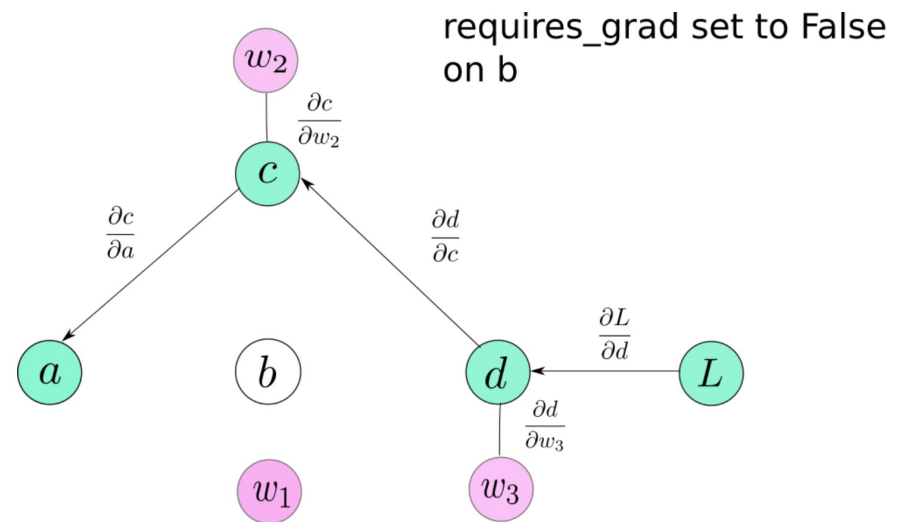 requires_grad set to False
on b
w₂
∂c/∂w₂
c
∂c/∂a
∂d/∂c
∂L/∂d
a
b
d
L
∂d/∂w₃
w₁
w₃